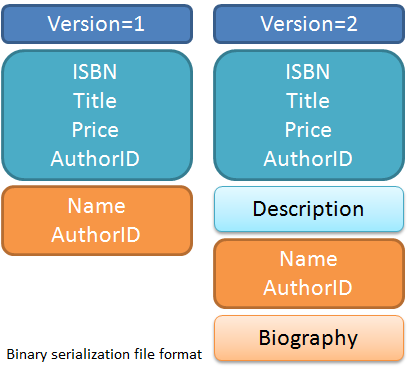 Version=1
ISBN
Title
Price
AuthorID
Name
AuthorID
Version=2
ISBN
Title
Price
AuthorID
Description
Name
AuthorID
Biography
Binary serialization file format